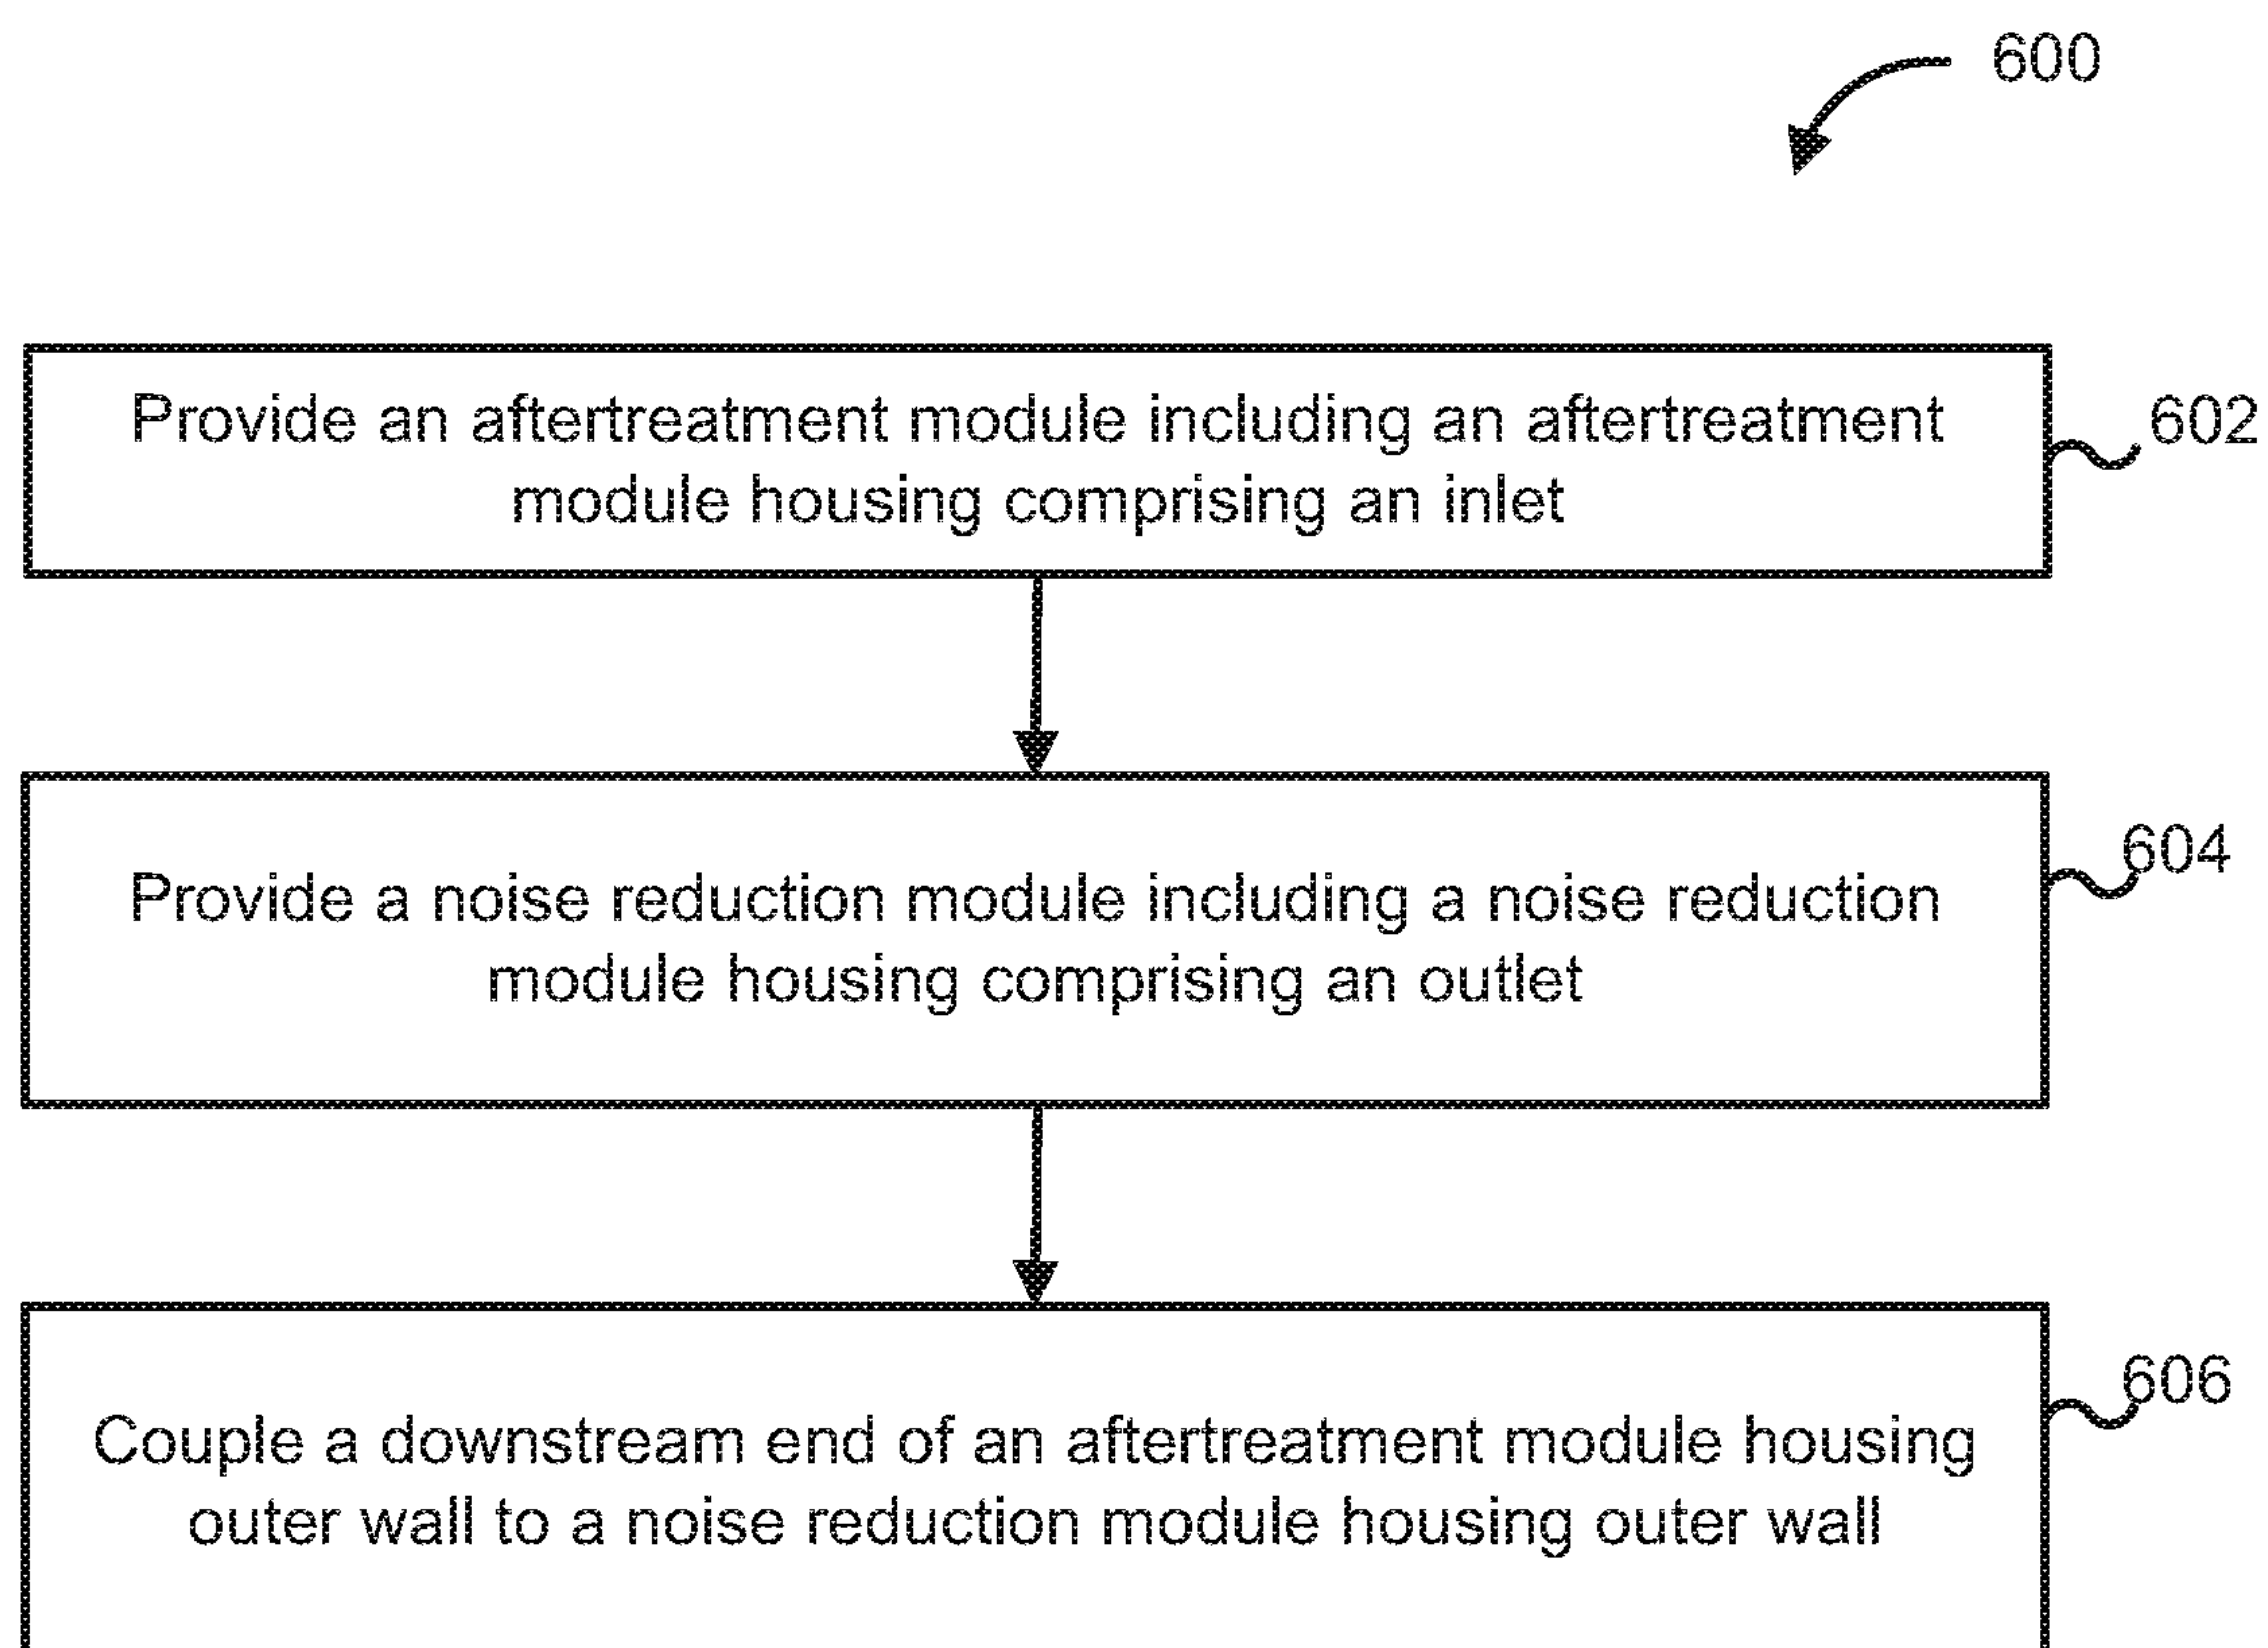 600
Provide an aftertreatment module including an aftertreatment
module housing comprising an inlet
602
Provide a noise reduction module including a noise reduction
module housing comprising an outlet
604
Couple a downstream end of an aftertreatment module housing
outer wall to a noise reduction module housing outer wall
606